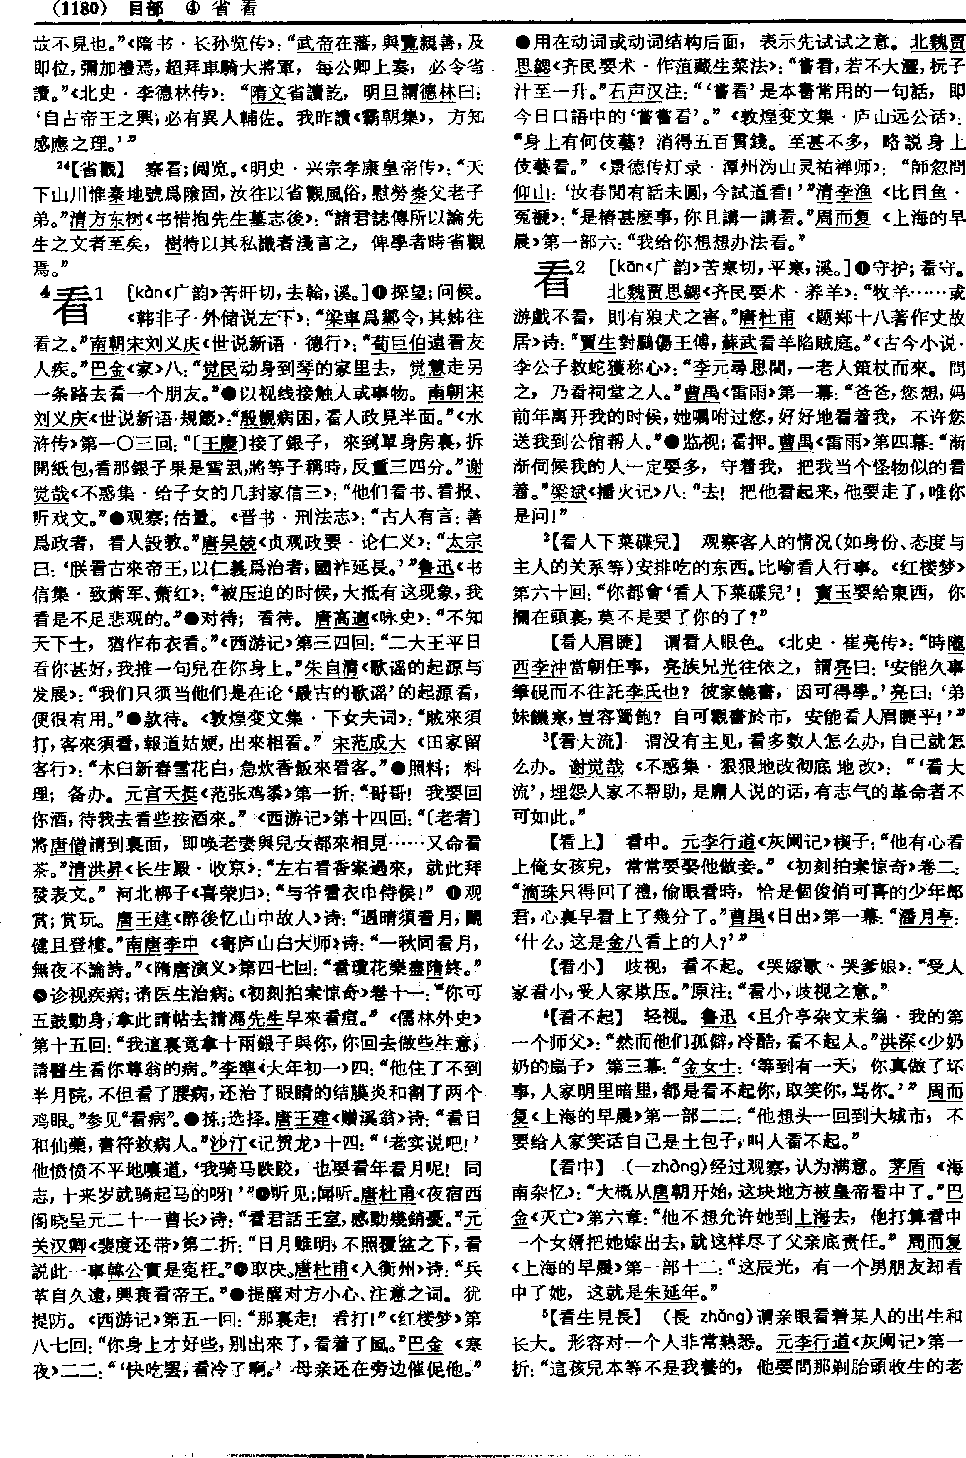 (1180) 目部 ④ 省 看
故不見也。”《隋书·长孙览传》：“武帝在藩，與覽親善，及
即位，彌加禮焉，超拜車騎大將軍，每公卿上奏，必令省
讀。”《北史·李德林传》：“隋文省讀訖，明旦謂德林曰：
‘自古帝王之興，必有異人輔佐。我昨讀《霸朝集》，方知
感應之理。’”
²⁴【省觀】 察看；阅览。《明史·兴宗孝康皇帝传》：“天
下山川惟秦地號爲險固，汝往以省觀風俗，慰勞秦父老子
弟。”清方东树《书惜抱先生墓志後》：“諸君誌傳所以論先
生之文者至矣，樹特以其私識者淺言之，俾學者時省觀
焉。”
⁴看1 ［kàn《广韵》苦旰切，去翰，溪。］❶探望；问候。
《韩非子·外储说左下》：“梁車爲鄴令，其姊往
看之。”南朝宋刘义庆《世说新语·德行》：“荀巨伯遠看友
人疾。”巴金《家》八：“觉民动身到琴的家里去，觉慧走另
一条路去看一个朋友。”❷以视线接触人或事物。南朝宋
刘义庆《世说新语·规箴》：“殷覬病困，看人政見半面。”《水
浒传》第一〇三回：“〔王慶〕接了銀子，來到單身房裏，拆
開紙包，看那銀子果是雪亮，將等子稱時，反重三四分。”谢
觉哉《不惑集·给子女的几封家信三》：“他们看书、看报、
听戏文。”❸观察；估量。《晋书·刑法志》：“古人有言：善
爲政者，看人設教。”唐吴兢《贞观政要·论仁义》：“太宗
曰：‘朕看古來帝王，以仁義爲治者，國祚延長。’”鲁迅《书
信集·致萧军、萧红》：“被压迫的时候，大抵有这现象，我
看是不足悲观的。”❹对待；看待。唐高適《咏史》：“不知
天下士，猶作布衣看。”《西游记》第三四回：“二大王平日
看你甚好，我推一句兒在你身上。”朱自清《歌谣的起源与
发展》：“我们只须当他们是在论‘最古的歌谣’的起源看，
便很有用。”❺款待。《敦煌变文集·下女夫词》：“賊來須
打，客來須看，報道姑嫂，出來相看。”宋范成大《田家留
客行》：“木臼新舂雪花白，急炊香飯來看客。”❻照料；料
理；备办。元宫天挺《范张鸡黍》第一折：“哥哥！我要回
你酒，待我去看些按酒來。”《西游记》第十四回：“〔老者〕
將唐僧請到裏面，即唤老妻與兒女都來相見……又命看
茶。”清洪昇《长生殿·收京》：“左右看香案過來，就此拜
發表文。”河北梆子《喜荣归》：“与爷看衣巾侍候！”❼观
赏；赏玩。唐王建《醉後忆山中故人》诗：“遇晴須看月，鬭
健且登樓。”南唐李中《寄庐山白大师》诗：“一秋同看月，
無夜不論詩。”《隋唐演义》第四七回：“看瓊花樂盡隋終。”
❽诊视疾病；请医生治病。《初刻拍案惊奇》卷十一：“你可
五鼓動身，拿此請帖去請馮先生早來看痘。”《儒林外史》
第十五回：“我這裏竟拿十兩銀子與你，你回去做些生意，
請醫生看你尊翁的病。”李凖《大年初一》四：“他住了不到
半月院，不但看了腰病，还治了眼睛的结膜炎和割了两个
鸡眼。”参见“看病”。❾拣；选择。唐王建《赠溪翁》诗：“看日
和仙藥，書符救病人。”沙汀《记贺龙》十四：“‘老实说吧！’
他愤愤不平地嚷道，‘我骑马跌跤，也要看年看月呢！同
志，十来岁就骑起马的呀！’”❿听见；闻听。唐杜甫《夜宿西
阁晓呈元二十一曹长》诗：“看君話王室，感動幾銷憂。”元
关汉卿《裴度还带》第二折：“日月雖明，不照覆盆之下，看
説此一事韓公實是寃枉。”⓫取决。唐杜甫《入衡州》诗：“兵
革自久遠，興衰看帝王。”⓬提醒对方小心、注意之词。犹
提防。《西游记》第五一回：“那裏走！看打！”《红楼梦》第
八七回：“你身上才好些，别出來了，看着了風。”巴金《寒
夜》二二：“‘快吃罢，看冷了啊。’母亲还在旁边催促他。”
⓭用在动词或动词结构后面，表示先试试之意。北魏贾
思勰《齐民要术·作菹藏生菜法》：“嘗看，若不大澀，杬子
汁至一升。”石声汉注：“‘嘗看’是本書常用的一句話，即
今日口語中的‘嘗嘗看’。”《敦煌变文集·庐山远公话》：
“身上有何伎藝？消得五百貫錢。至甚不多，略説身上
伎藝看。”《景德传灯录·潭州沩山灵祐禅师》：“師忽問
仰山：‘汝春閒有話未圓，今試道看！’”清李渔《比目鱼·
冤褫》：“是樁甚麽事，你且講一講看。”周而复《上海的早
晨》第一部六：“我给你想想办法看。”
看2 ［kān《广韵》苦寒切，平寒，溪。］❶守护；看守。
北魏贾思勰《齐民要术·养羊》：“牧羊……或
游戲不看，則有狼犬之害。”唐杜甫《题郑十八著作丈故
居》诗：“賈生對鵩傷王傅，蘇武看羊陷賊庭。”《古今小说·
李公子救蛇獲称心》：“李元尋思間，一老人策杖而來。問
之，乃看祠堂之人。”曹禺《雷雨》第一幕：“爸爸，您想，妈
前年离开我的时候，她嘱咐过您，好好地看着我，不许您
送我到公馆帮人。”❷监视；看押。曹禺《雷雨》第四幕：“渐
渐伺候我的人一定要多，守着我，把我当个怪物似的看
着。”梁斌《播火记》八：“去！把他看起来，他要走了，唯你
是问！”
²【看人下菜碟兒】 观察客人的情况（如身份、态度与
主人的关系等）安排吃的东西。比喻看人行事。《红楼梦》
第六十回：“你都會‘看人下菜碟兒’！寶玉要給東西，你
攔在頭裏，莫不是要了你的了？”
【看人眉睫】 谓看人眼色。《北史·崔亮传》：“時隴
西李沖當朝任事，亮族兄光往依之，謂亮曰：‘安能久事
筆硯而不往託李氏也？彼家饒書，因可得學。’亮曰：‘弟
妹饑寒，豈容獨飽？自可觀書於市，安能看人眉睫乎！’”
³【看大流】 谓没有主见，看多数人怎么办，自己就怎
么办。谢觉哉《不惑集·狠狠地改彻底地改》：“‘看大
流’，埋怨人家不帮助，是庸人说的话，有志气的革命者不
可如此。”
【看上】 看中。元李行道《灰阑记》楔子：“他有心看
上俺女孩兒，常常要娶他做妾。”《初刻拍案惊奇》卷二：
“滴珠只得回了禮，偷眼看時，恰是個俊俏可喜的少年郎
君，心裏早看上了幾分了。”曹禺《日出》第一幕：“潘月亭：
‘什么，这是金八看上的人？’”
【看小】 歧视，看不起。《哭嫁歌·哭爹娘》：“受人
家看小，受人家欺压。”原注：“看小，歧视之意。”
⁴【看不起】 轻视。鲁迅《且介亭杂文末编·我的第
一个师父》：“然而他们孤僻，冷酷，看不起人。”洪深《少奶
奶的扇子》第三幕：“金女士：‘等到有一天，你真做了坏
事，人家明里暗里，都是看不起你，取笑你，骂你。’”周而
复《上海的早晨》第一部二二：“他想头一回到大城市，不
要给人家笑话自己是土包子，叫人看不起。”
【看中】 （—zhòng）经过观察，认为满意。茅盾《海
南杂忆》：“大概从唐朝开始，这块地方被皇帝看中了。”巴
金《灭亡》第六章：“他不想允许她到上海去，他打算看中
一个女婿把她嫁出去，就这样尽了父亲底责任。”周而复
《上海的早晨》第一部十二：“这辰光，有一个男朋友却看
中了她，这就是朱延年。”
⁵【看生見長】 （長 zhǎng）谓亲眼看着某人的出生和
长大。形容对一个人非常熟悉。元李行道《灰阑记》第一
折：“這孩兒本等不是我養的，他要問那剃胎頭收生的老